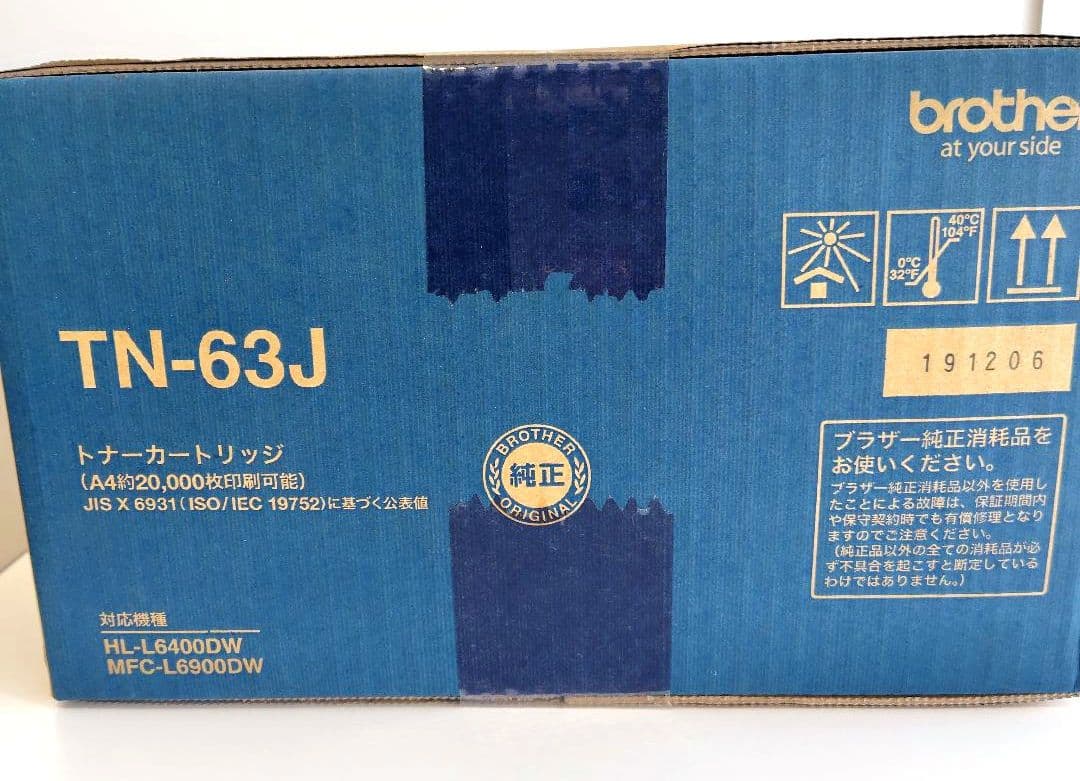 brother
at your side
40°C
104°F
0°C
32°F
191206
TN-63J
トナーカートリッジ
（A4約20,000枚印刷可能）
JIS X 6931（ISO/IEC 19752）に基づく公表値
BROTHER
純正
ORIGINAL
ブラザー純正消耗品を
お使いください。
ブラザー純正消耗品以外を使用し
たことによる故障は、保証期間内
や保守契約時でも有償修理となり
ますのでご注意ください。
（純正品以外の全ての消耗品が必
ず不具合を起こすと断定している
わけではありません。）
対応機種
HL-L6400DW
MFC-L6900DW